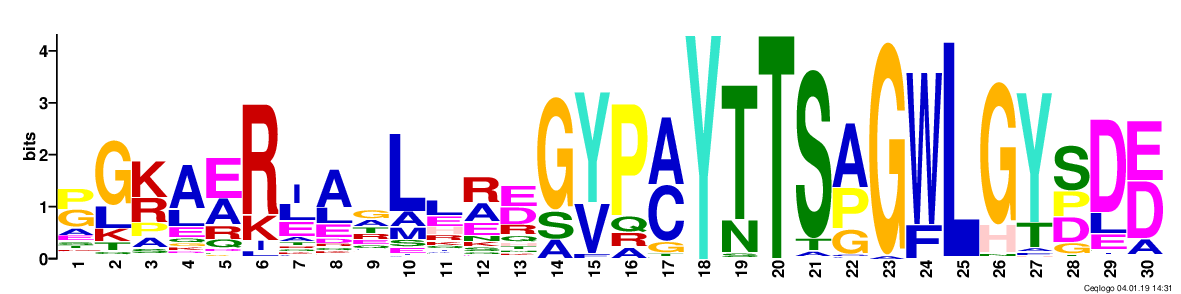 bits
4
3
2
1
0
P G K A E R I A G L L R E G Y P A Y T T S A G W L G Y S D E
G L R L A K L L A H A D S V Q C N T P F H T P L D
A K P E R I E E M E R A R G G D E A
T A Q G
1 2 3 4 5 6 7 8 9 10 11 12 13 14 15 16 17 18 19 20 21 22 23 24 25 26 27 28 29 30
Ceqlogo 04.01.19 14:31